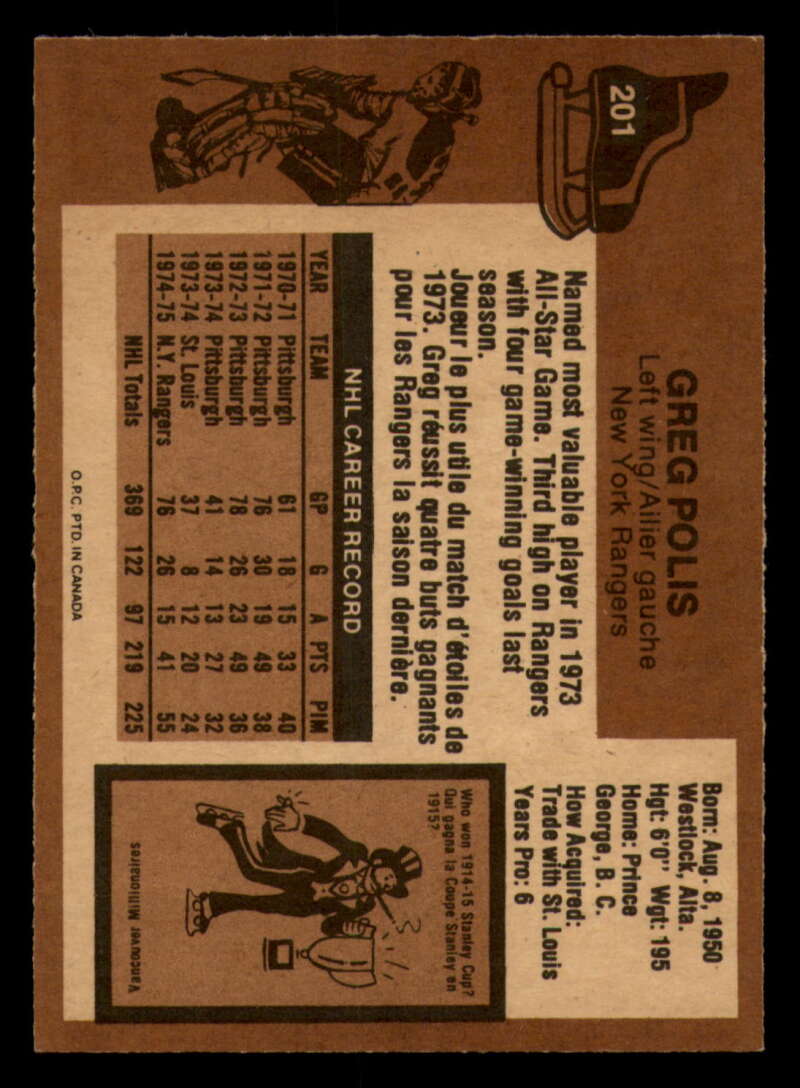 201
GREG POLIS
Left wing/Ailier gauche
New York Rangers
Named most valuable player in 1973
All-Star Game. Third high on Rangers
with four game-winning goals last
season.
Joueur le plus utile du match d'étoiles de
1973. Greg réussit quatre buts gagnants
pour les Rangers la saison dernière.
NHL CAREER RECORD
YEAR TEAM GP G A PTS PIM
1970-71 Pittsburgh 61 18 15 33 40
1971-72 Pittsburgh 76 30 19 49 38
1972-73 Pittsburgh 78 26 23 49 36
1973-74 Pittsburgh 41 14 13 27 32
1973-74 St. Louis 37 8 12 20 24
1974-75 N.Y. Rangers 76 26 15 41 55
NHL Totals 369 122 97 219 225
O.P.C. PTD. IN CANADA
Born: Aug. 8, 1950
Westlock, Alta.
Hgt: 6'0" Wgt: 195
Home: Prince
George, B. C.
How Acquired:
Trade with St. Louis
Years Pro: 6
Who won 1914-15 Stanley Cup?
Qui gagna la Coupe Stanley en
1915?
Vancouver Millionaires